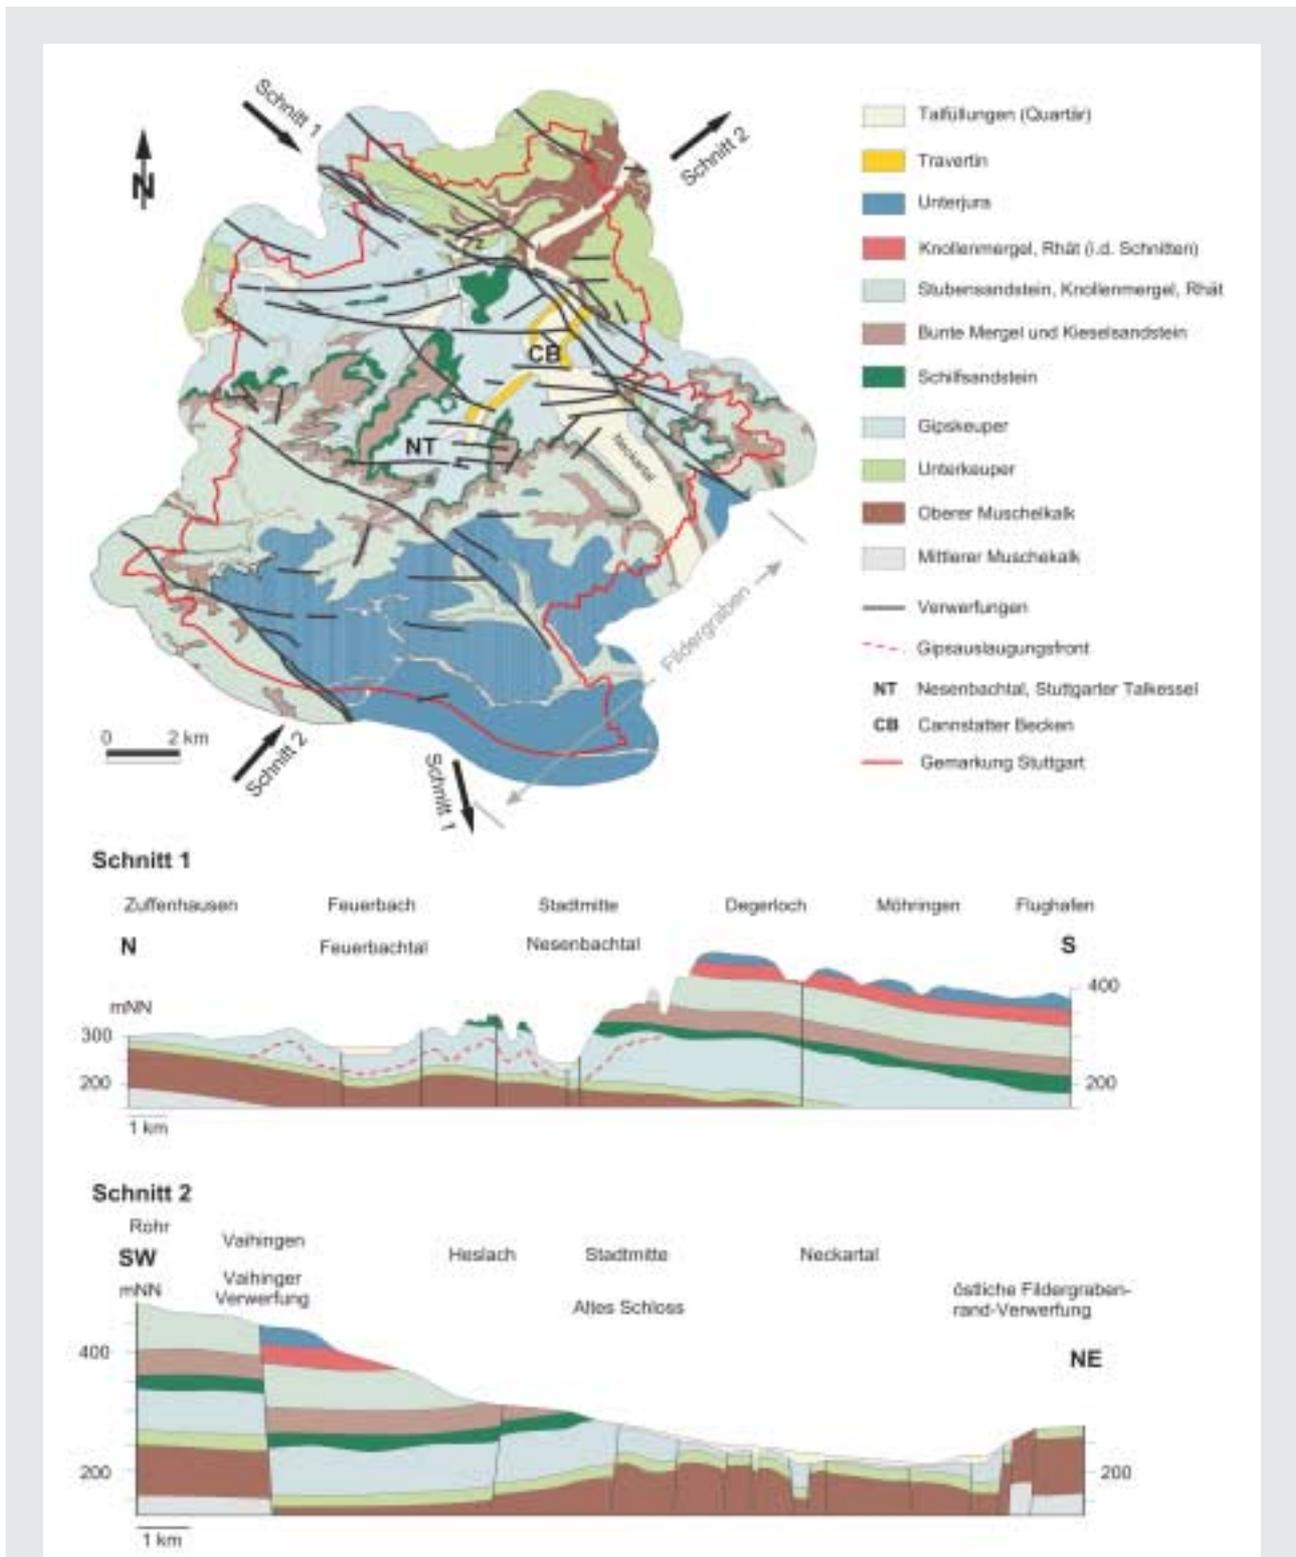 Schnitt 1
Schnitt 2
N
CB
NT
Neckartal
Fildergraben
0 2 km
Schnitt 2
Schnitt 1
Talfüllungen (Quartär)
Travertin
Unterjura
Knollenmergel, Rhät (i.d. Schnitten)
Stubensandstein, Knollenmergel, Rhät
Bunte Mergel und Kieselsandstein
Schilfsandstein
Gipskeuper
Unterkeuper
Oberer Muschelkalk
Mittlerer Muschekalk
Verwerfungen
Gipsauslaugungsfront
NT Nesenbachtal, Stuttgarter Talkessel
CB Cannstatter Becken
Gemarkung Stuttgart
Schnitt 1
Zuffenhausen Feuerbach Stadtmitte Degerloch Möhringen Flughafen
N Feuerbachtal Nesenbachtal S
mNN
400
300
200 200
1 km
Schnitt 2
Rohr
Vaihingen
SW Heslach Stadtmitte Neckartal
mNN
Vaihinger
Verwerfung
Altes Schloss
östliche Fildergraben-
rand-Verwerfung
400
NE
200 200
1 km